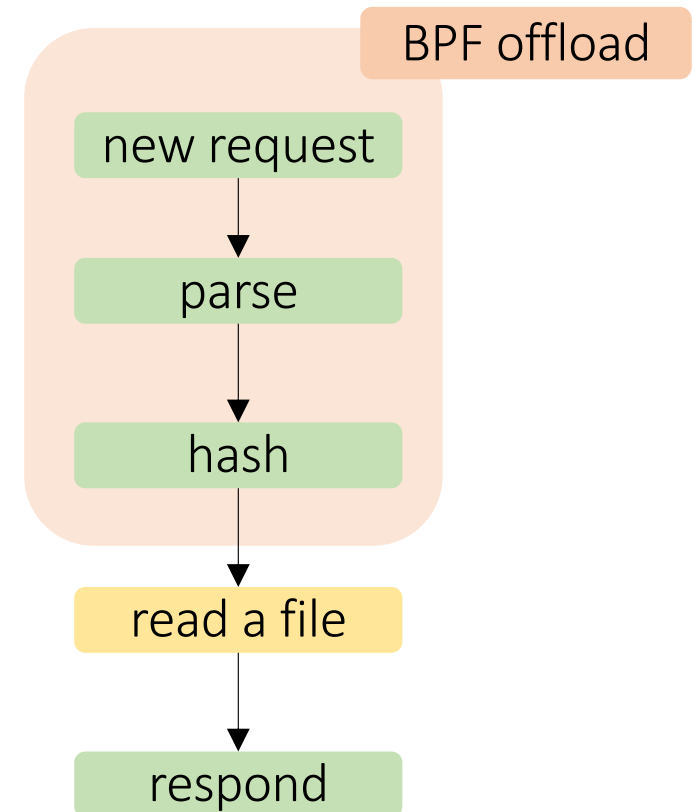 BPF offload
new request
parse
hash
read a file
respond